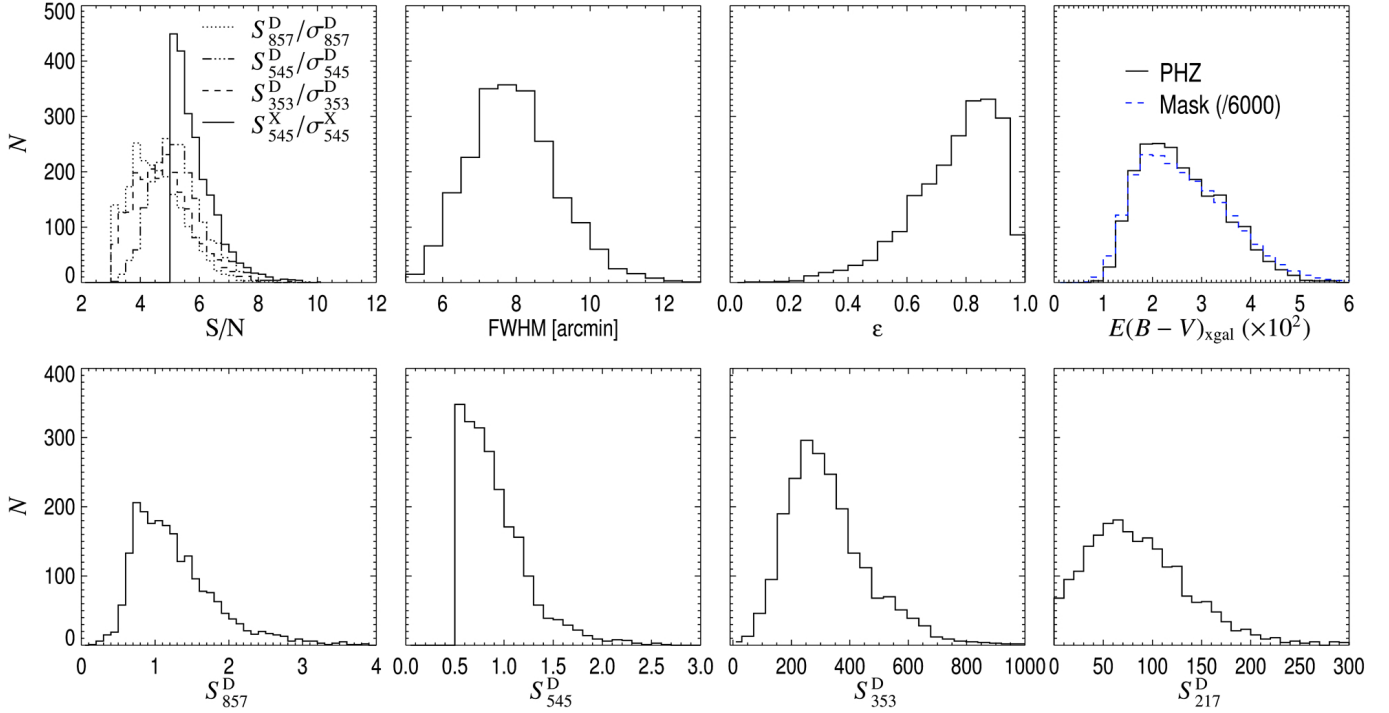 500
400
300
200
100
0
N
S^D_857/σ^D_857
S^D_545/σ^D_545
S^D_353/σ^D_353
S^X_545/σ^X_545
2 4 6 8 10 12
S/N
6 8 10 12
FWHM [arcmin]
0.0 0.2 0.4 0.6 0.8 1.0
ε
PHZ
Mask (/6000)
0 1 2 3 4 5 6
E(B − V)_xgal (×10^2)
400
300
200
100
0
N
0 1 2 3 4
S^D_857
0.0 0.5 1.0 1.5 2.0 2.5 3.0
S^D_545
0 200 400 600 800 1000
S^D_353
0 50 100 150 200 250 300
S^D_217